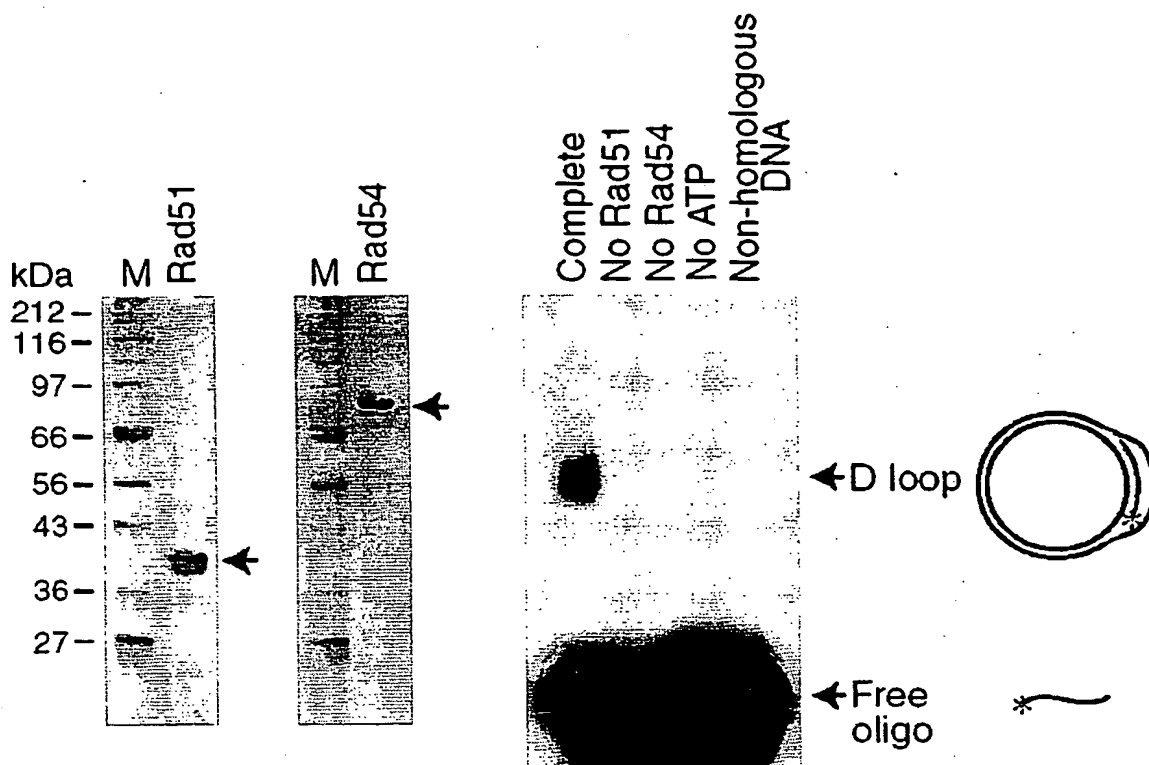 kDa
M
Rad51
M
Rad54
212
116
97
66
56
43
36
27
Complete
No Rad51
No Rad54
No ATP
Non-homologous
DNA
D loop
Free
oligo